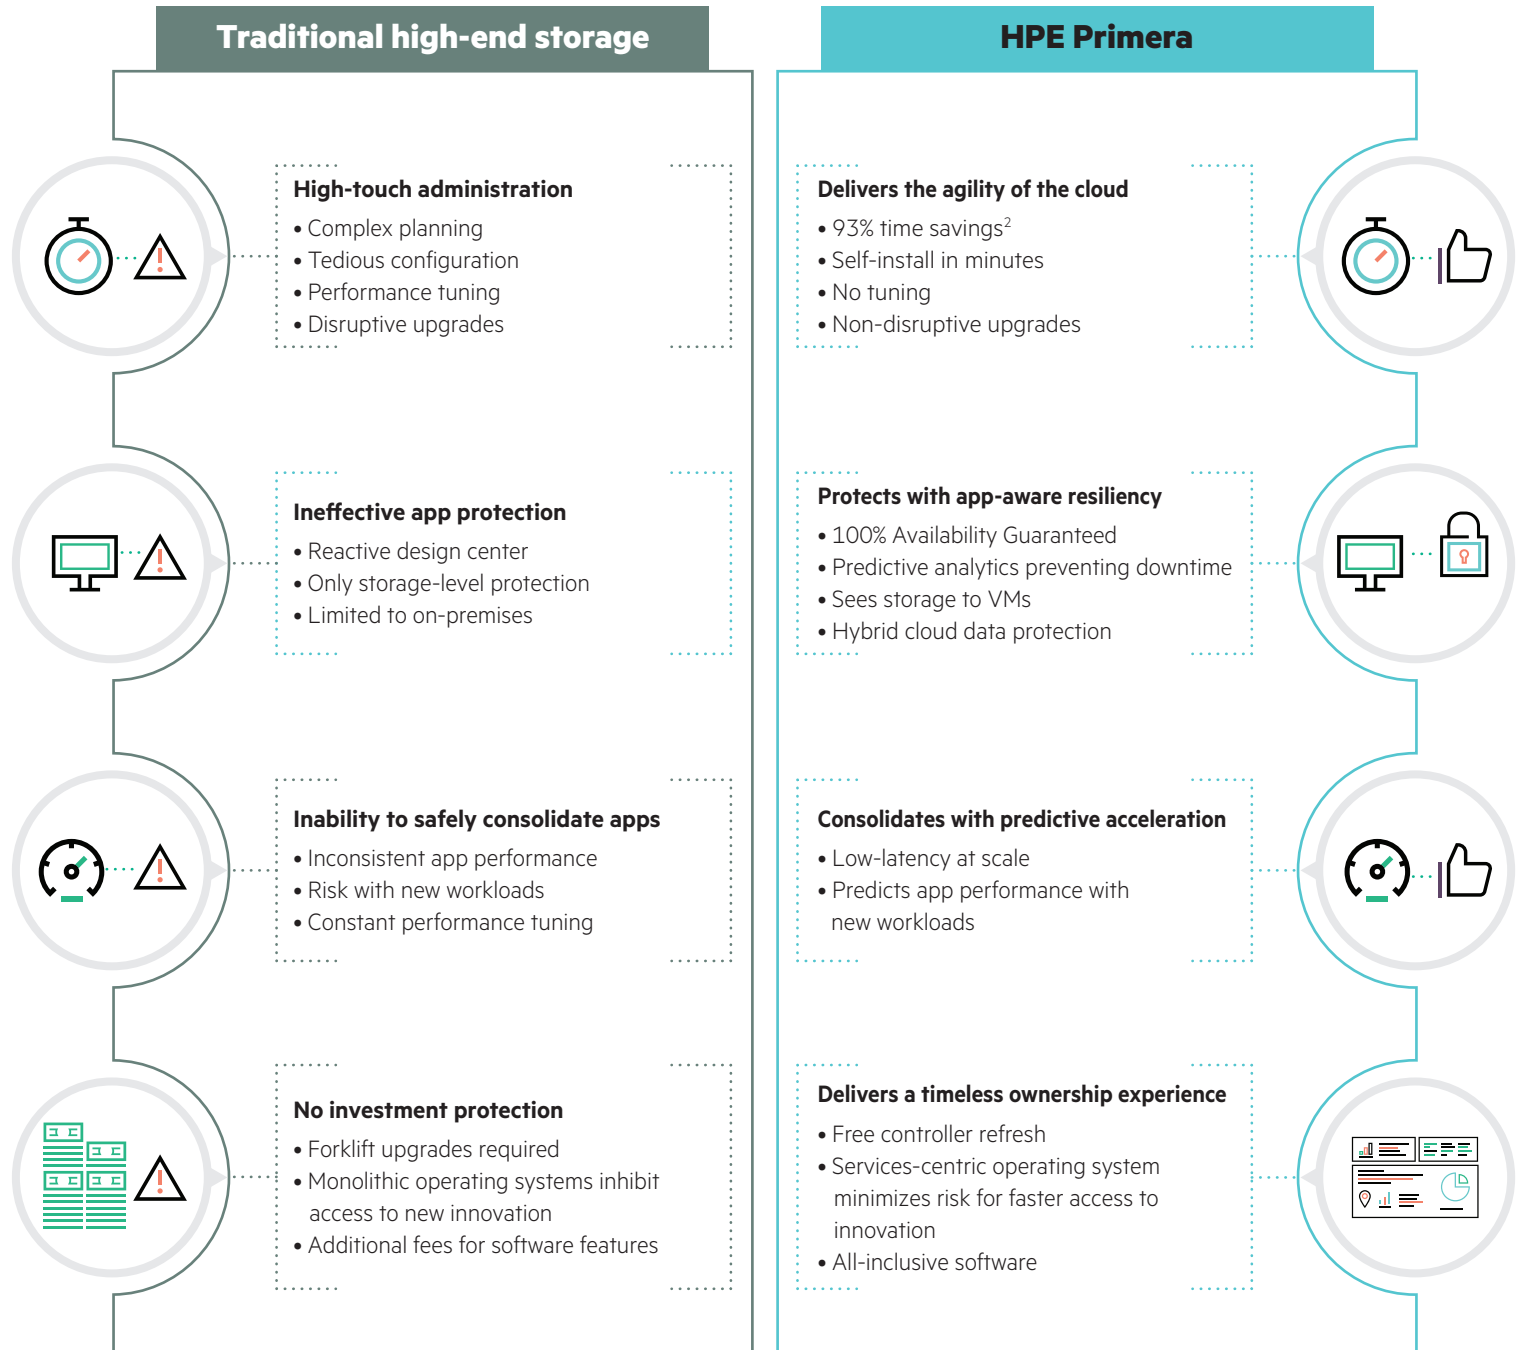 Traditional high-end storage
High-touch administration
• Complex planning
• Tedious configuration
• Performance tuning
• Disruptive upgrades
Ineffective app protection
• Reactive design center
• Only storage-level protection
• Limited to on-premises
Inability to safely consolidate apps
• Inconsistent app performance
• Risk with new workloads
• Constant performance tuning
No investment protection
• Forklift upgrades required
• Monolithic operating systems inhibit
access to new innovation
• Additional fees for software features
HPE Primera
Delivers the agility of the cloud
• 93% time savings²
• Self-install in minutes
• No tuning
• Non-disruptive upgrades
Protects with app-aware resiliency
• 100% Availability Guaranteed
• Predictive analytics preventing downtime
• Sees storage to VMs
• Hybrid cloud data protection
Consolidates with predictive acceleration
• Low-latency at scale
• Predicts app performance with
new workloads
Delivers a timeless ownership experience
• Free controller refresh
• Services-centric operating system
minimizes risk for faster access to
innovation
• All-inclusive software